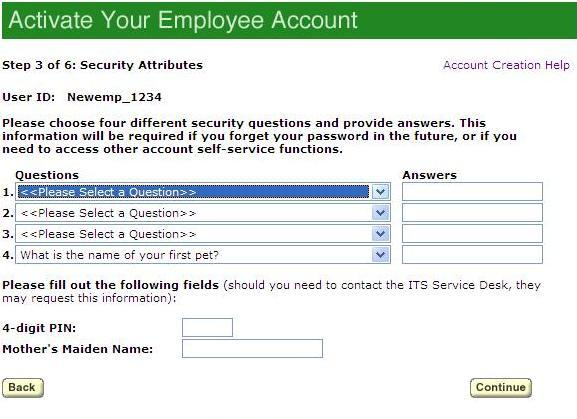 Activate Your Employee Account
Step 3 of 6: Security Attributes Account Creation Help
User ID: Newemp_1234
Please choose four different security questions and provide answers. This
information will be required if you forget your password in the future, or if you
need to access other account self-service functions.
Questions Answers
1. <<Please Select a Question>>
2. <<Please Select a Question>>
3. <<Please Select a Question>>
4. What is the name of your first pet?
Please fill out the following fields (should you need to contact the ITS Service Desk, they
may request this information):
4-digit PIN:
Mother's Maiden Name:
Back Continue